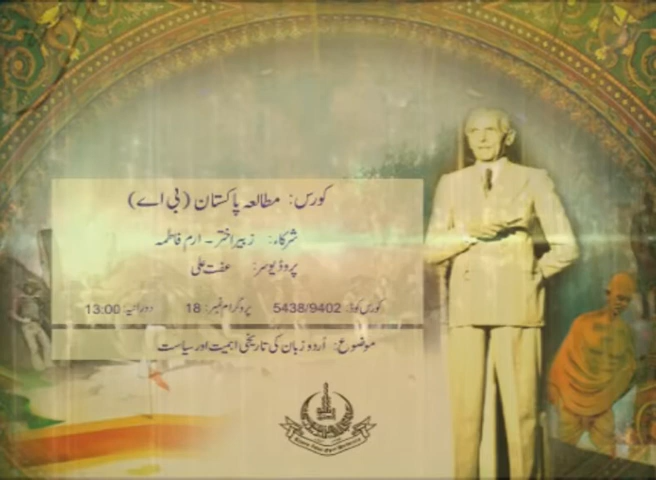 کورس: مطالعہ پاکستان (بی اے)
شرکاء: زبیر اختر ۔ ارم فاطمہ
پروڈیوسر: عفت علی
کورس کوڈ: 5438/9402 پروگرام نمبر: 18 دورانیہ: 13:00
موضوع: اُردو زبان کی تاریخی اہمیت اور سیاست